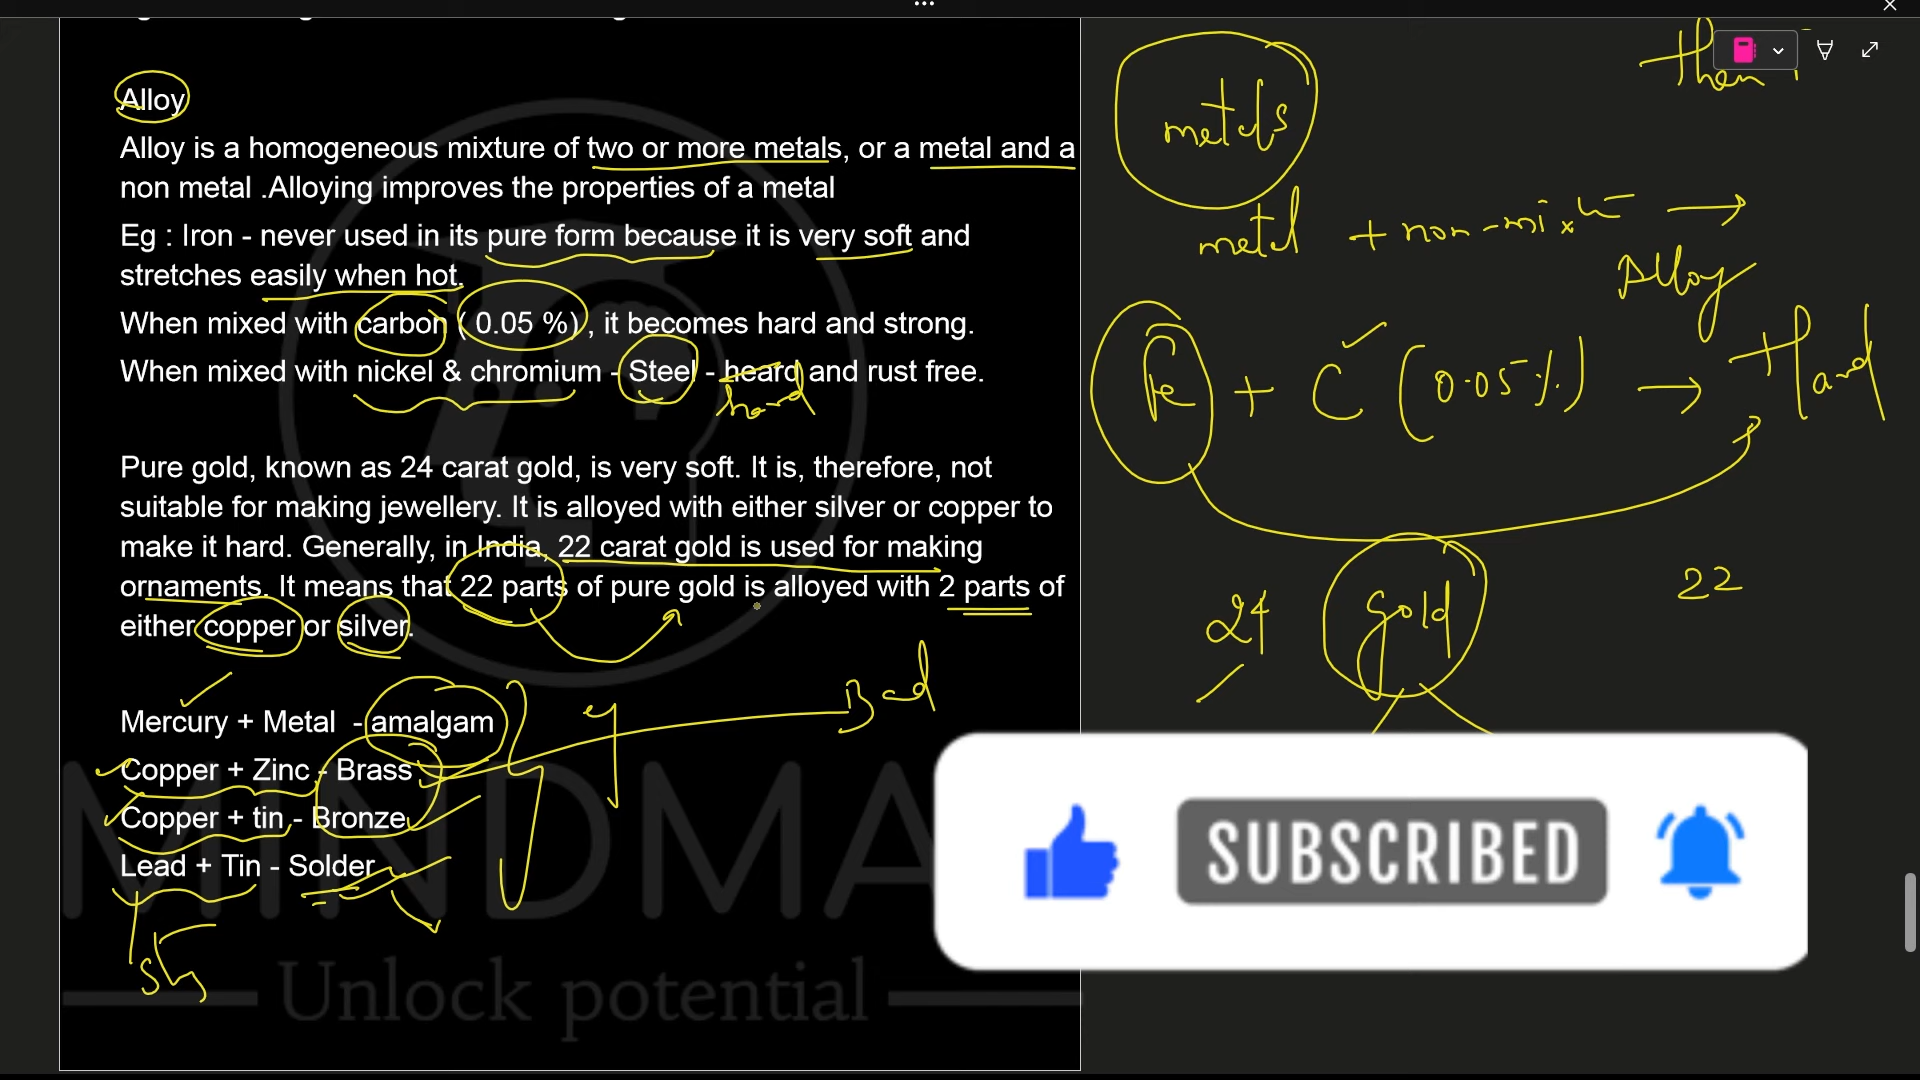 Alloy
Alloy is a homogeneous mixture of two or more metals, or a metal and a
non metal .Alloying improves the properties of a metal
Eg : Iron - never used in its pure form because it is very soft and
stretches easily when hot.
When mixed with carbon ( 0.05 %) , it becomes hard and strong.
When mixed with nickel & chromium - Steel - heard and rust free.
hard
Pure gold, known as 24 carat gold, is very soft. It is, therefore, not
suitable for making jewellery. It is alloyed with either silver or copper to
make it hard. Generally, in India, 22 carat gold is used for making
ornaments. It means that 22 parts of pure gold is alloyed with 2 parts of
either copper or silver.
Mercury + Metal - amalgam
Copper + Zinc - Brass
Copper + tin - Bronze
Lead + Tin - Solder
Bad
MINDMA
Unlock potential
metals
metal + non-mix →
Alloy
Fe + C (0.05%) → Hard
24 gold 22
SUBSCRIBED